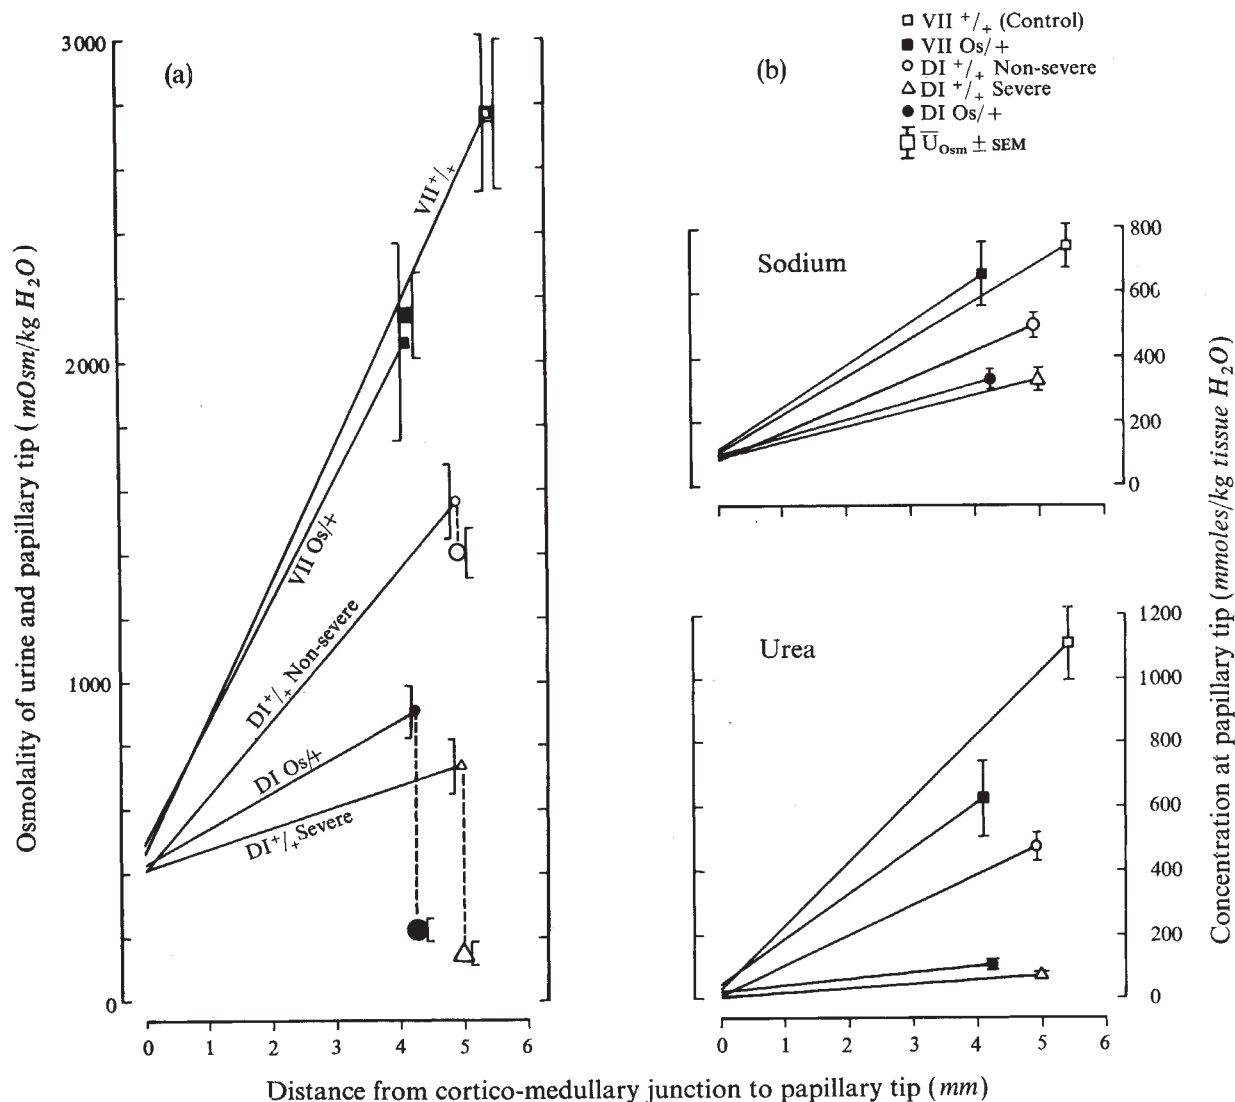 VII +/+ (Control)
VII Os/+
DI +/+ Non-severe
DI +/+ Severe
DI Os/+
U̅Osm ± SEM
(a)
(b)
3000
2000
1000
0
Osmolality of urine and papillary tip (mOsm/kg H2O)
VII +/+
VII Os/+
DI +/+ Non-severe
DI Os/+
DI +/+ Severe
0 1 2 3 4 5 6
Sodium
800
600
400
200
0
Urea
1200
1000
800
600
400
200
0
0 1 2 3 4 5 6
Concentration at papillary tip (mmoles/kg tissue H2O)
Distance from cortico-medullary junction to papillary tip (mm)